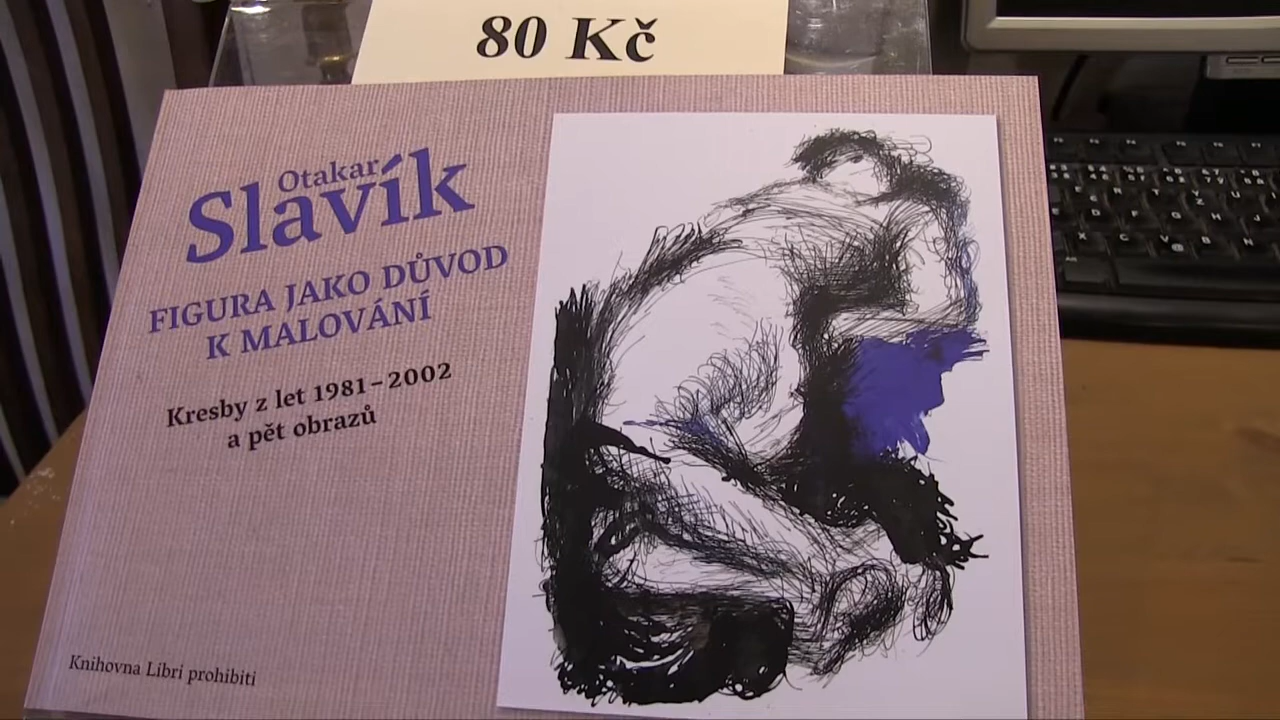 80 Kč
Otakar
Slavík
FIGURA JAKO DŮVOD
K MALOVÁNÍ
Kresby z let 1981–2002
a pět obrazů
Knihovna Libri prohibiti